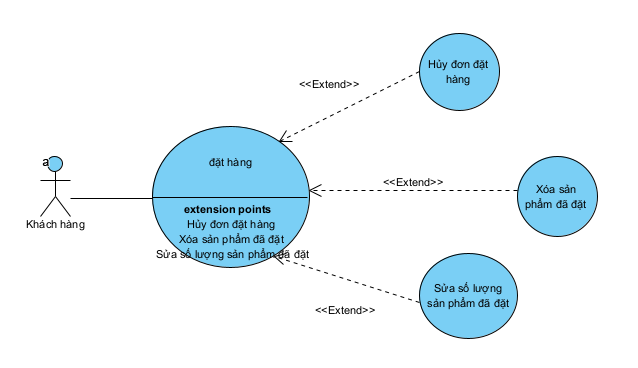 Hủy đơn đặt
hàng
<<Extend>>
a
đặt hàng
<<Extend>>
Xóa sản
phẩm đã đặt
Khách hàng
extension points
Hủy đơn đặt hàng
Xóa sản phẩm đã đặt
Sửa số lượng sản phẩm đã đặt
Sửa số lượng
sản phẩm đã đặt
<<Extend>>